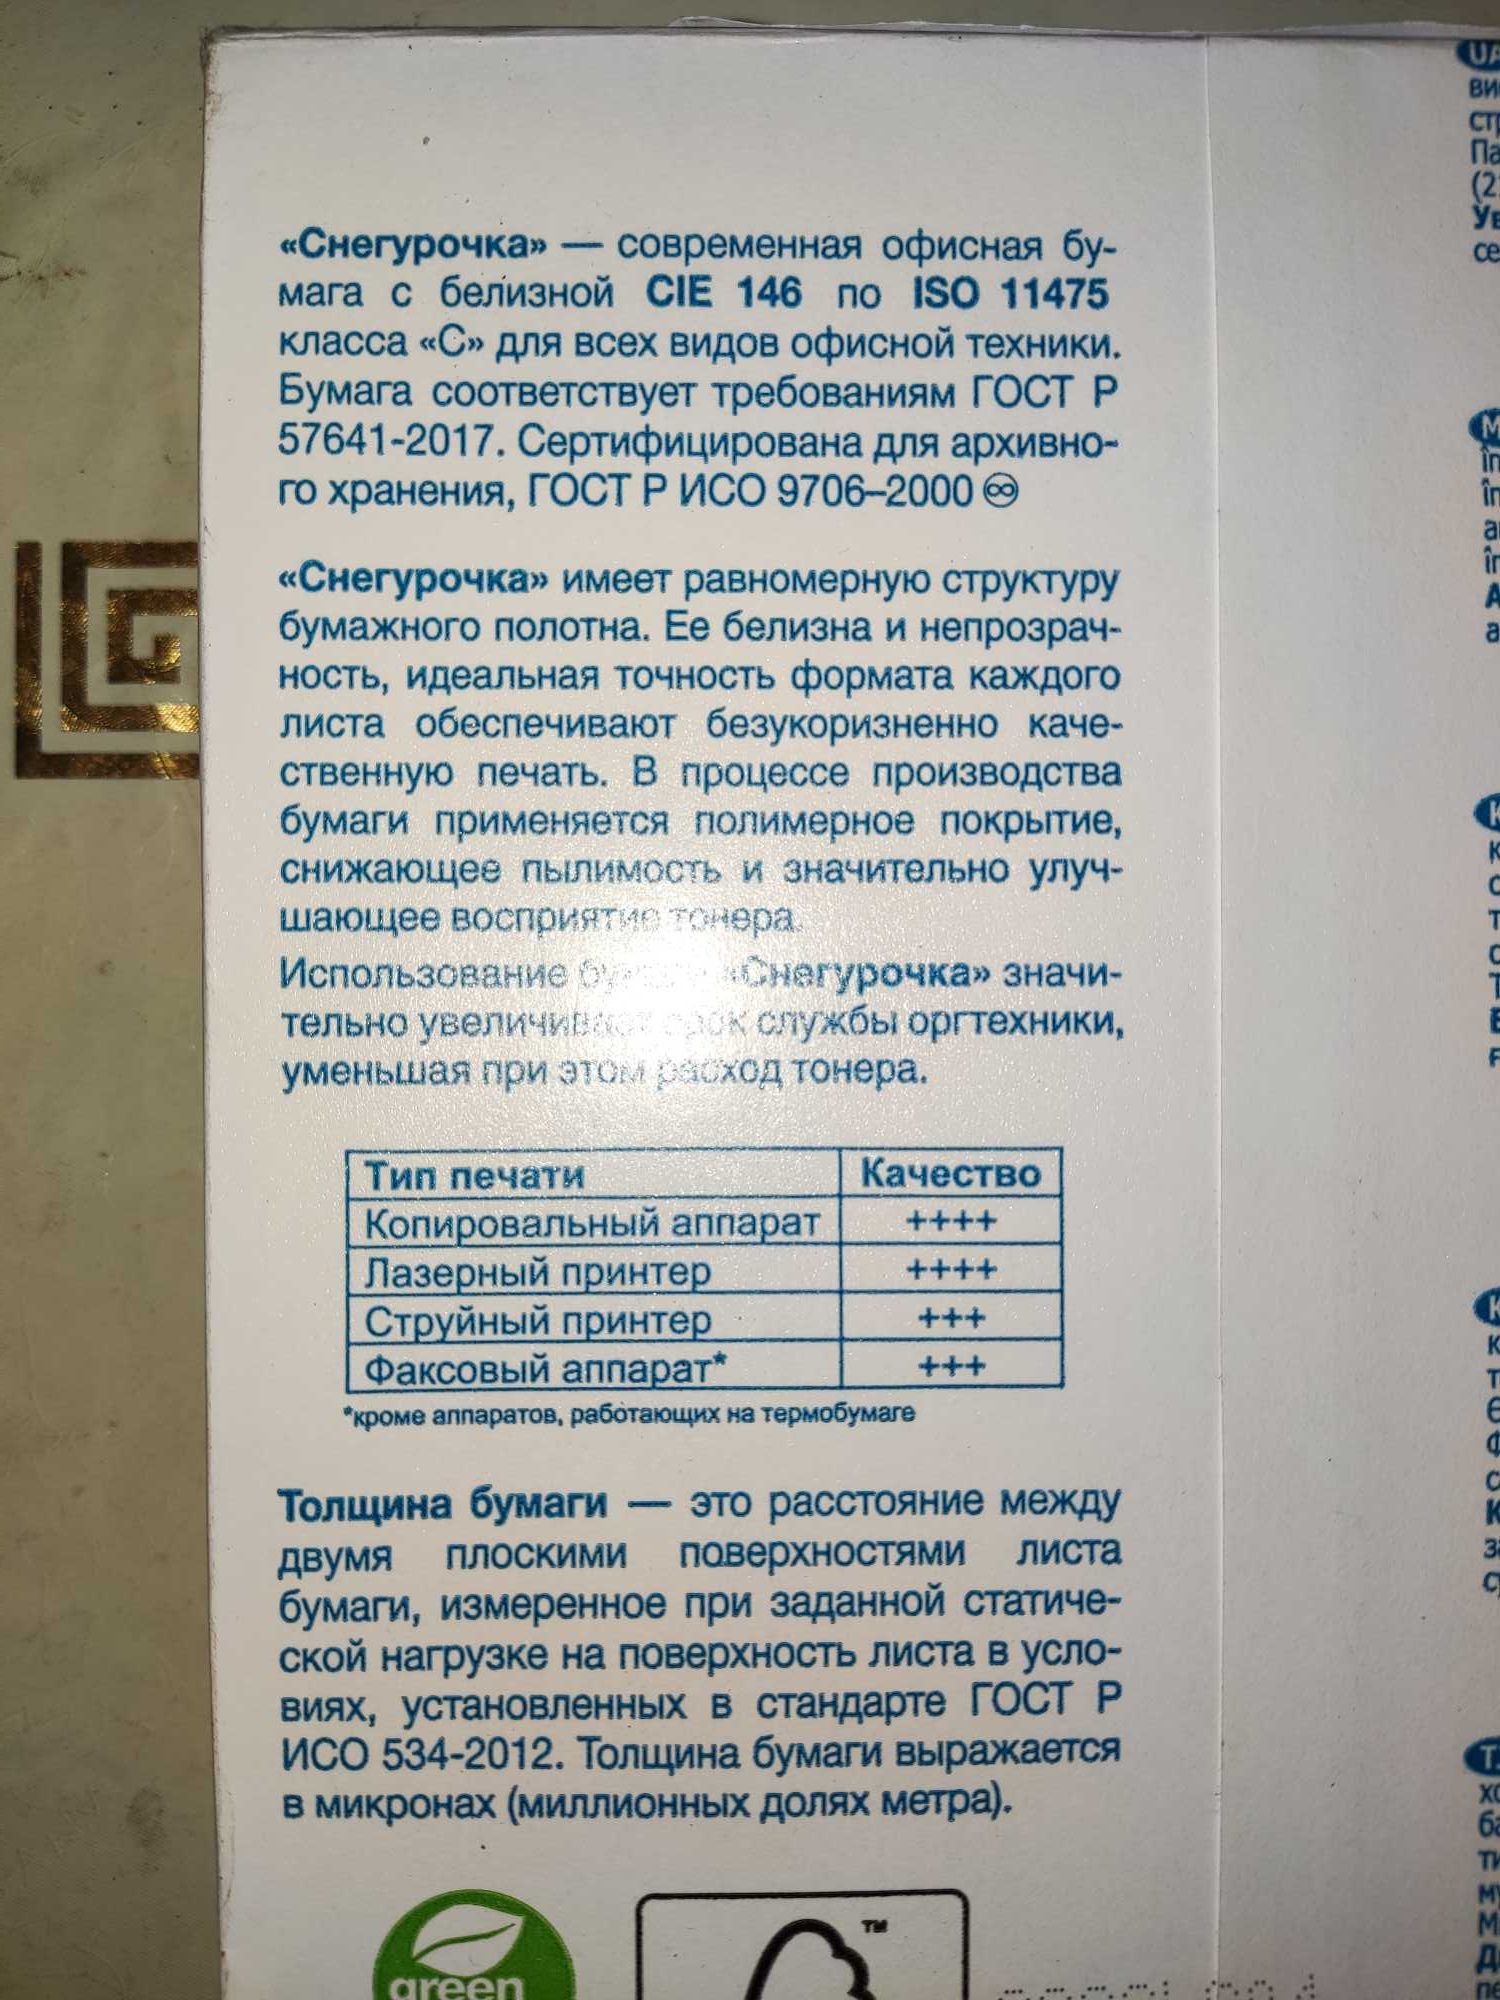 «Снегурочка» — современная офисная бу-
мага с белизной CIE 146 по ISO 11475
класса «С» для всех видов офисной техники.
Бумага соответствует требованиям ГОСТ Р
57641-2017. Сертифицирована для архивно-
го хранения, ГОСТ Р ИСО 9706–2000 ♾
«Снегурочка» имеет равномерную структуру
бумажного полотна. Ее белизна и непрозрач-
ность, идеальная точность формата каждого
листа обеспечивают безукоризненно каче-
ственную печать. В процессе производства
бумаги применяется полимерное покрытие,
снижающее пылимость и значительно улуч-
шающее восприятие тонера.
Использование «Снегурочка» значи-
тельно увеличивает срок службы оргтехники,
уменьшая при этом расход тонера.
Тип печати Качество
Копировальный аппарат ++++
Лазерный принтер ++++
Струйный принтер +++
Факсовый аппарат* +++
*кроме аппаратов, работающих на термобумаге
Толщина бумаги — это расстояние между
двумя плоскими поверхностями листа
бумаги, измеренное при заданной статиче-
ской нагрузке на поверхность листа в усло-
виях, установленных в стандарте ГОСТ Р
ИСО 534-2012. Толщина бумаги выражается
в микронах (миллионных долях метра).
green
TM
UA